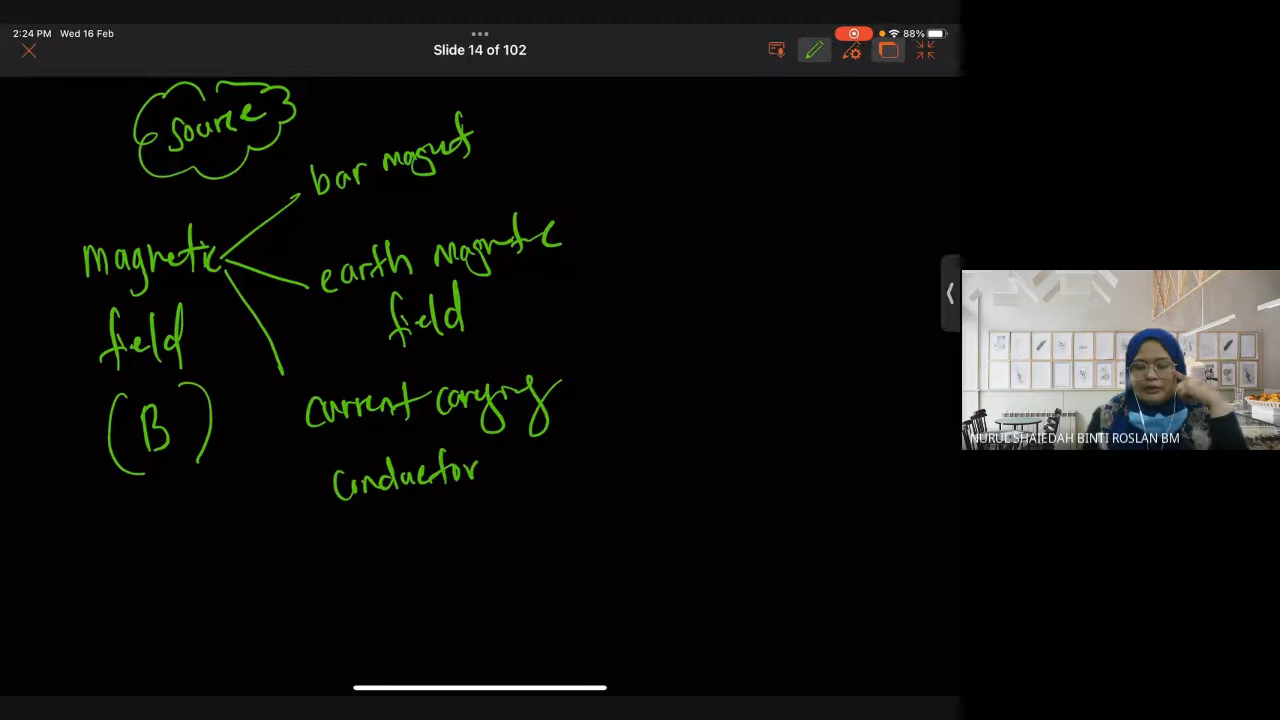 2:24 PM Wed 16 Feb
88%
Slide 14 of 102
source
bar magnet
magnetic
field
(B)
earth magnetic
field
current carrying
conductor
NURUL SHAIEDAH BINTI ROSLAN BM